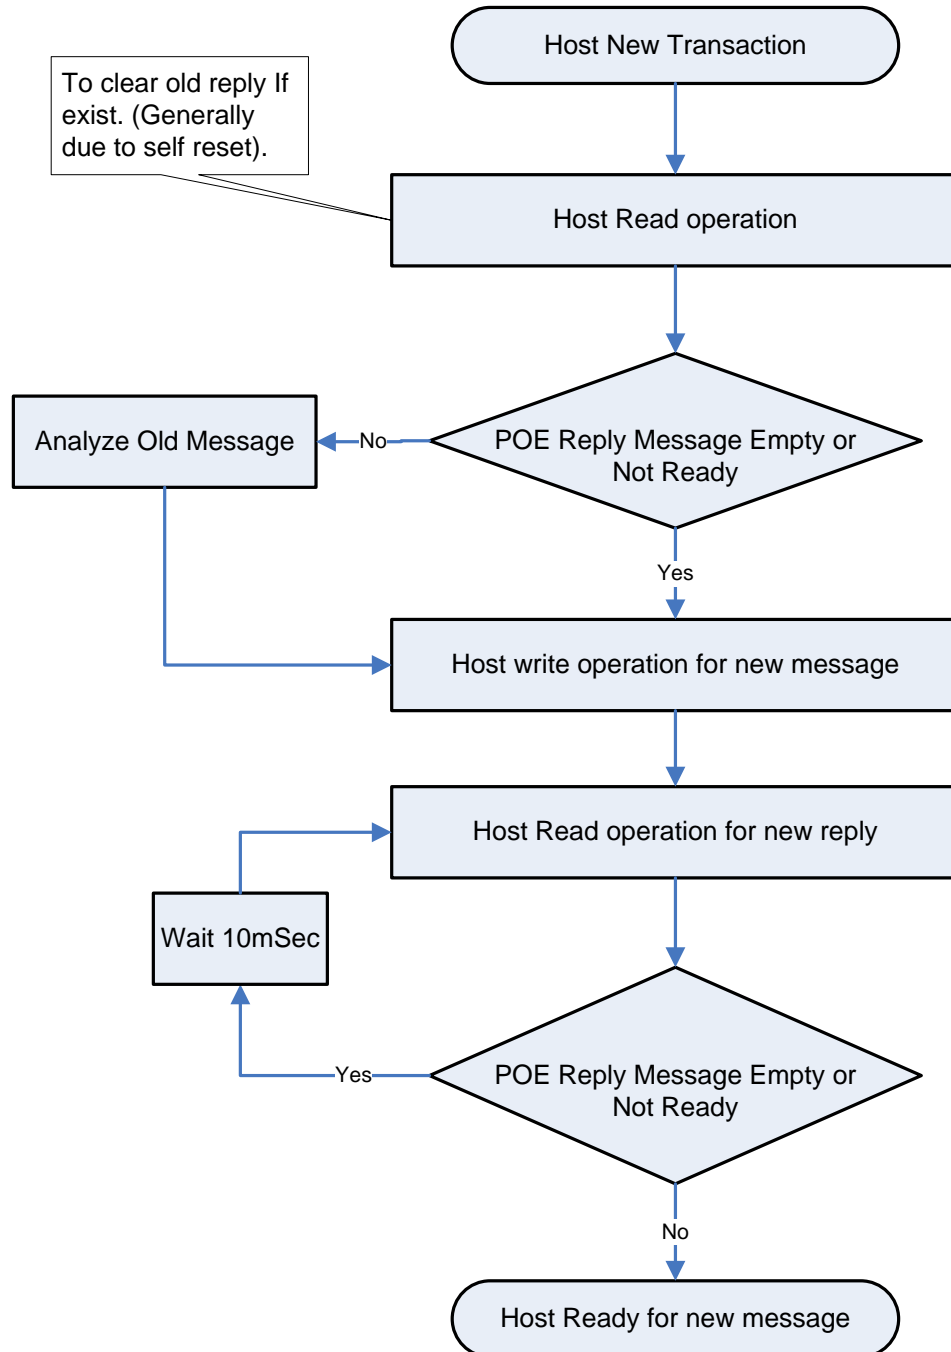 Host New Transaction
To clear old reply If
exist. (Generally
due to self reset).
Host Read operation
Analyze Old Message
No
POE Reply Message Empty or
Not Ready
Yes
Host write operation for new message
Host Read operation for new reply
Wait 10mSec
Yes
POE Reply Message Empty or
Not Ready
No
Host Ready for new message